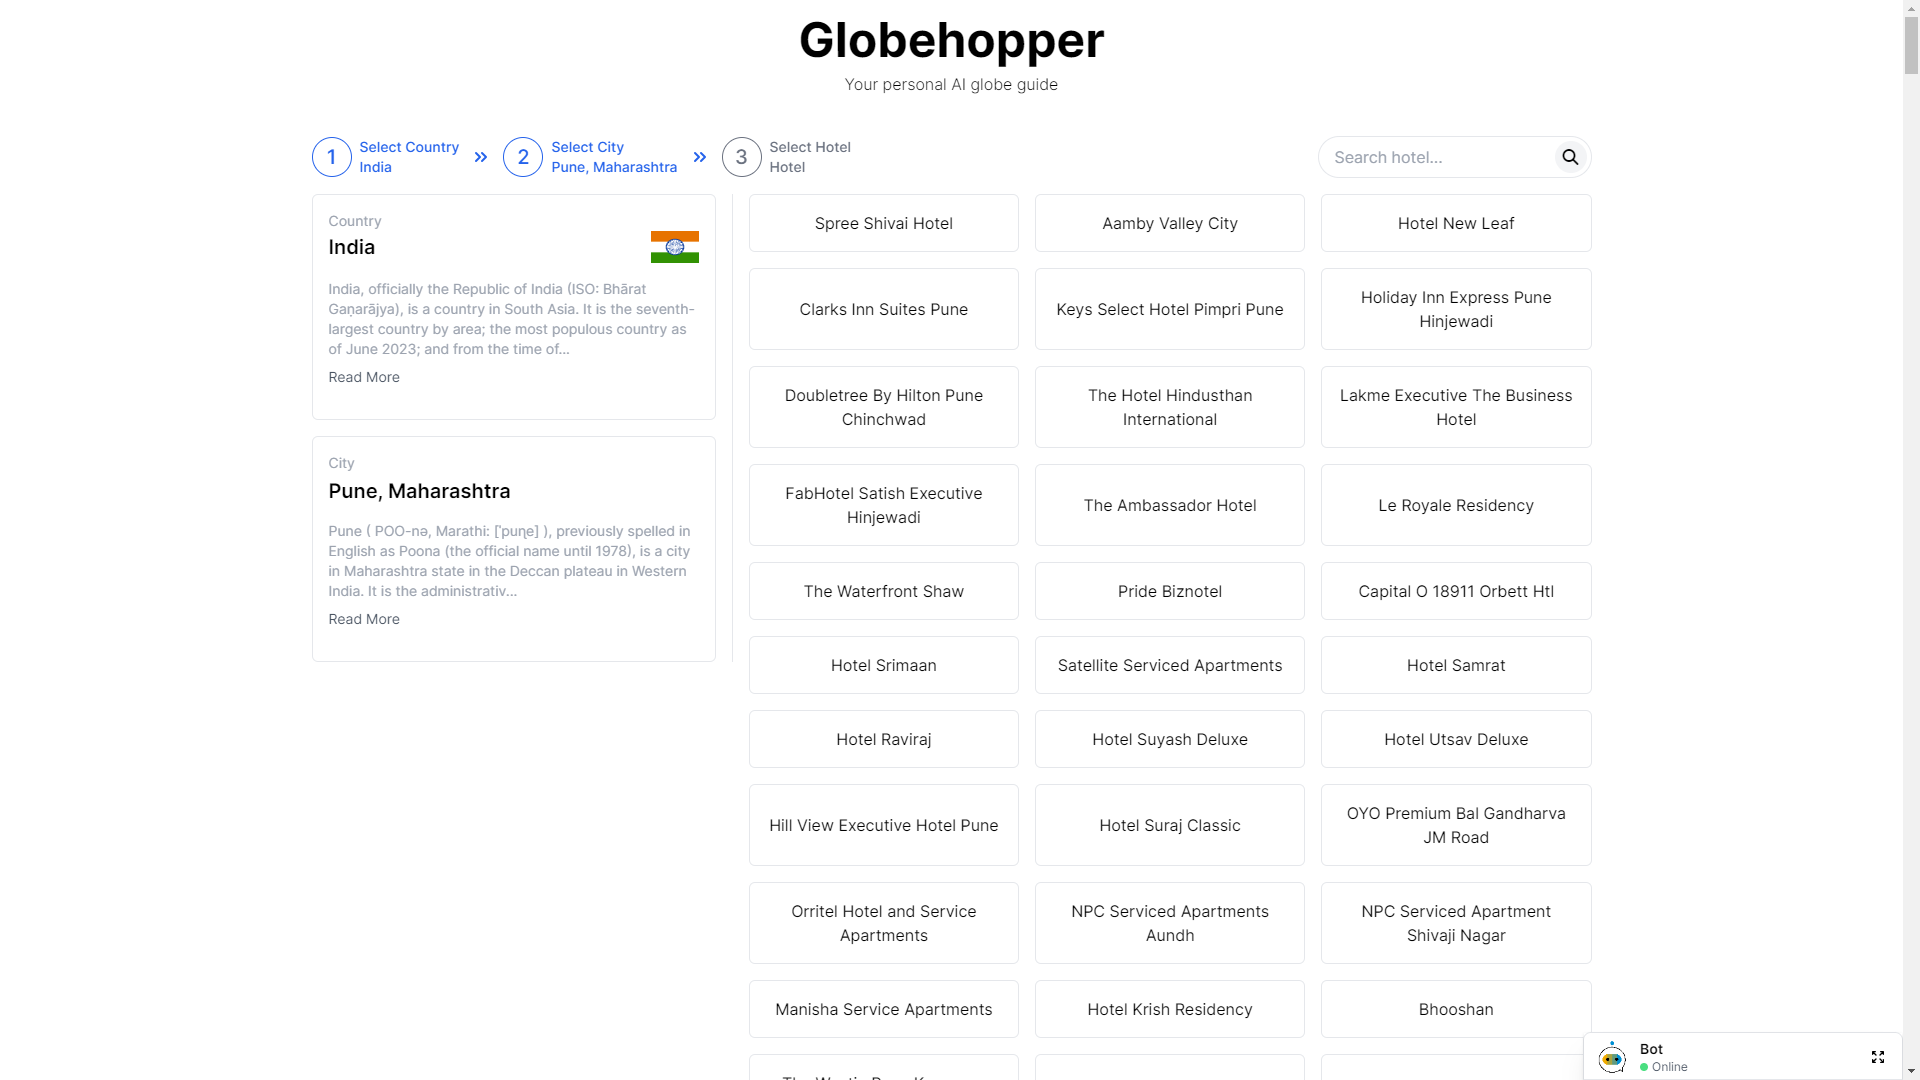 Globehopper
Your personal AI globe guide
1
Select Country
India
2
Select City
Pune, Maharashtra
3
Select Hotel
Hotel
Search hotel...
Country
India
India, officially the Republic of India (ISO: Bhārat
Gaṇarājya), is a country in South Asia. It is the seventh-
largest country by area; the most populous country as
of June 2023; and from the time of...
Read More
City
Pune, Maharashtra
Pune ( POO-nə, Marathi: [ˈpuɳe] ), previously spelled in
English as Poona (the official name until 1978), is a city
in Maharashtra state in the Deccan plateau in Western
India. It is the administrativ...
Read More
Spree Shivai Hotel
Aamby Valley City
Hotel New Leaf
Clarks Inn Suites Pune
Keys Select Hotel Pimpri Pune
Holiday Inn Express Pune
Hinjewadi
Doubletree By Hilton Pune
Chinchwad
The Hotel Hindusthan
International
Lakme Executive The Business
Hotel
FabHotel Satish Executive
Hinjewadi
The Ambassador Hotel
Le Royale Residency
The Waterfront Shaw
Pride Biznotel
Capital O 18911 Orbett Htl
Hotel Srimaan
Satellite Serviced Apartments
Hotel Samrat
Hotel Raviraj
Hotel Suyash Deluxe
Hotel Utsav Deluxe
Hill View Executive Hotel Pune
Hotel Suraj Classic
OYO Premium Bal Gandharva
JM Road
Orritel Hotel and Service
Apartments
NPC Serviced Apartments
Aundh
NPC Serviced Apartment
Shivaji Nagar
Manisha Service Apartments
Hotel Krish Residency
Bhooshan
Bot
Online